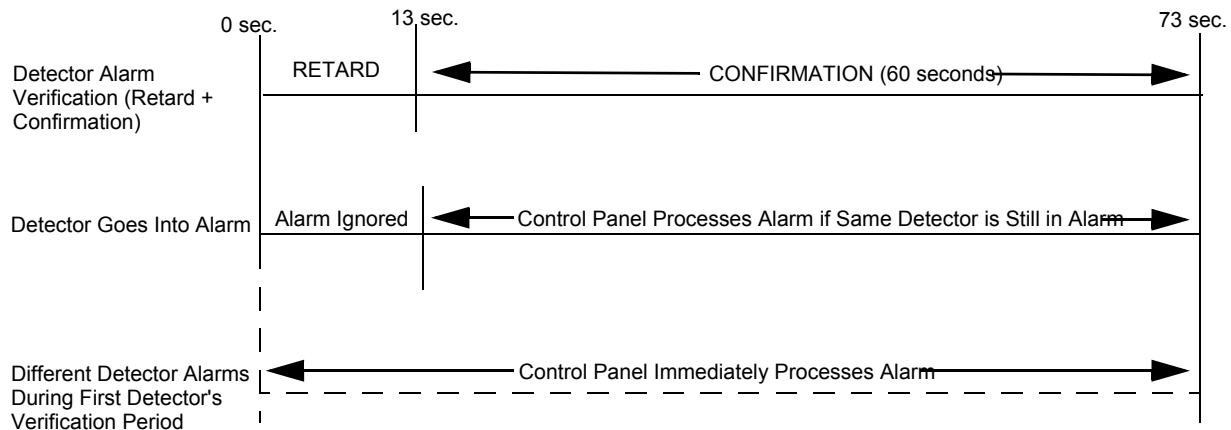 0 sec.
13 sec.
73 sec.
Detector Alarm
Verification (Retard +
Confirmation)
RETARD
CONFIRMATION (60 seconds)
Detector Goes Into Alarm
Alarm Ignored
Control Panel Processes Alarm if Same Detector is Still in Alarm
Different Detector Alarms
During First Detector's
Verification Period
Control Panel Immediately Processes Alarm